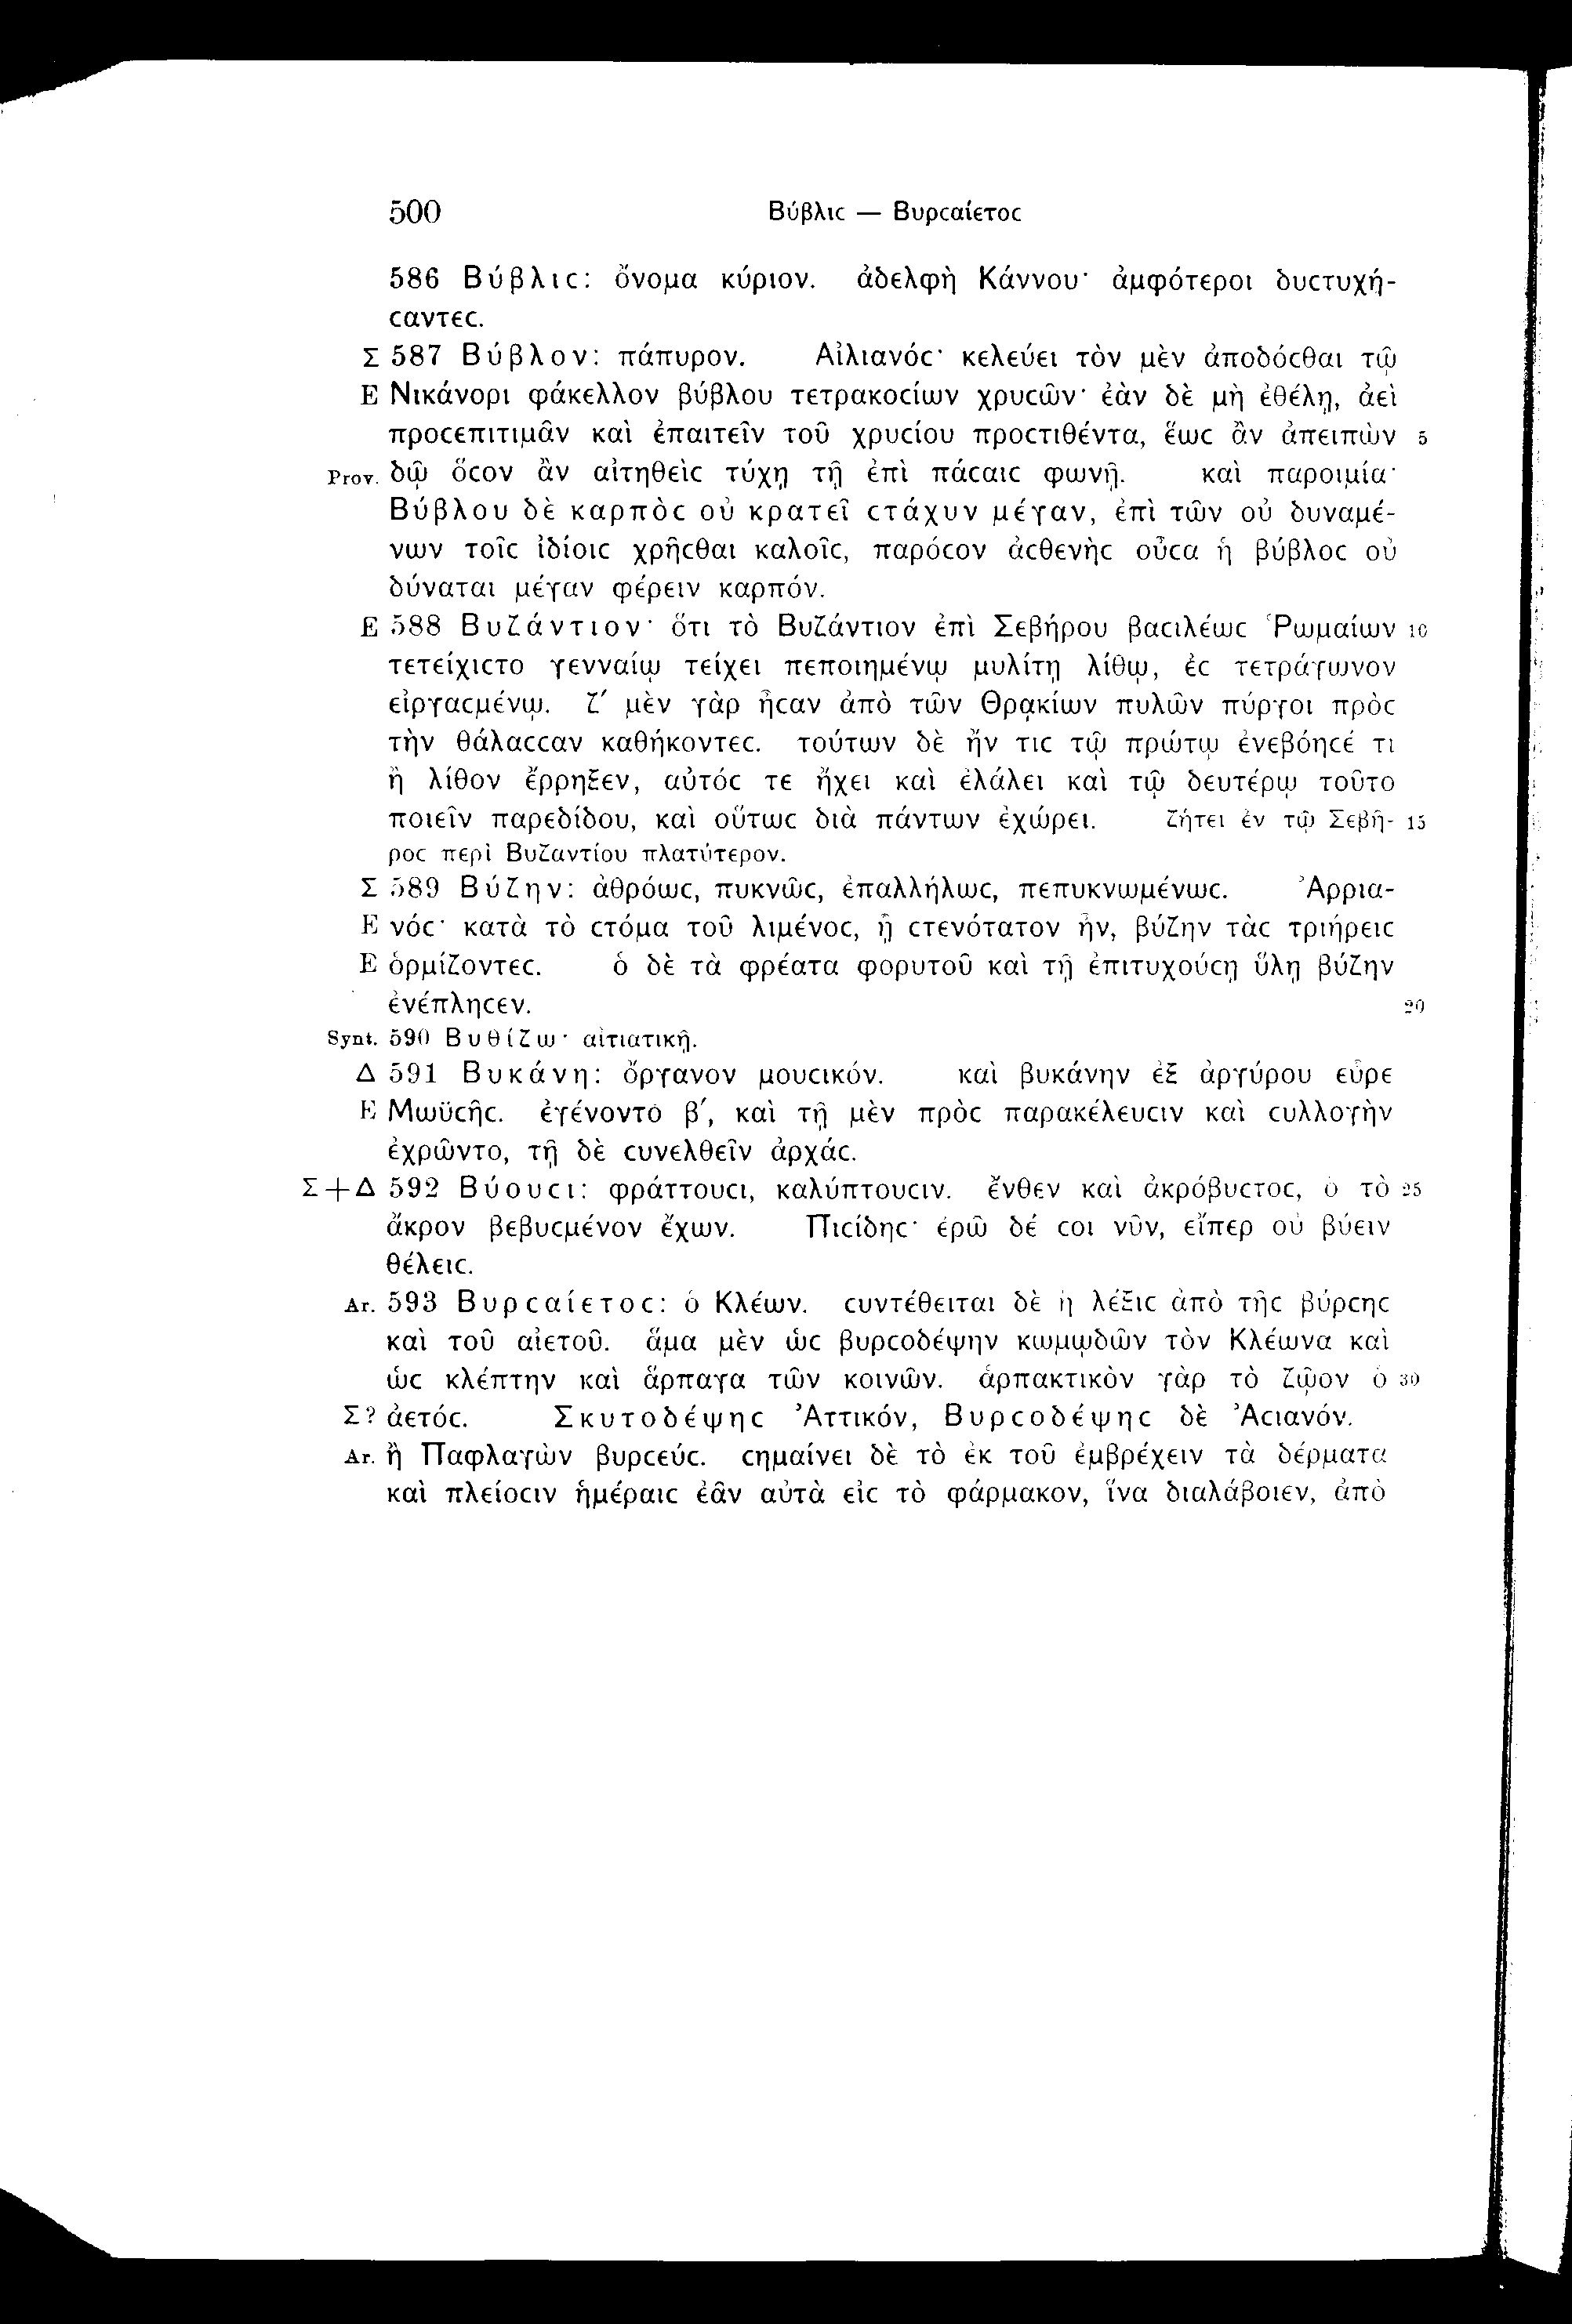 500 Βύβλιϲ — Βυρϲαίετοϲ
586 Βύβλιϲ: ὄνομα κύριον. ἀδελφὴ Κάννου· ἀμφότεροι δυϲτυχή-
ϲαντεϲ.
Σ 587 Βύβλον: πάπυρον. Αἰλιανόϲ· κελεύει τὸν μὲν ἀποδόϲθαι τῷ
E Νικάνορι φάκελλον βύβλου τετρακοϲίων χρυϲῶν· ἐὰν δὲ μὴ ἐθέλῃ, ἀεὶ
προϲεπιτιμᾶν καὶ ἐπαιτεῖν τοῦ χρυϲίου προϲτιθέντα, ἕωϲ ἂν ἀπειπὼν 5
Prov. δῷ ὅϲον ἂν αἰτηθεὶϲ τύχῃ τῇ ἐπὶ πάϲαιϲ φωνῇ. καὶ παροιμία·
Βύβλου δὲ καρπὸϲ οὐ κρατεῖ ϲτάχυν μέγαν, ἐπὶ τῶν οὐ δυναμέ-
νων τοῖϲ ἰδίοιϲ χρῆϲθαι καλοῖϲ, παρόϲον ἀϲθενὴϲ οὖϲα ἡ βύβλοϲ οὐ
δύναται μέγαν φέρειν καρπόν.
E 588 Βυζάντιον· ὅτι τὸ Βυζάντιον ἐπὶ Σεβήρου βαϲιλέωϲ Ῥωμαίων 10
τετείχιϲτο γενναίῳ τείχει πεποιημένῳ μυλίτῃ λίθῳ, ἐϲ τετράγωνον
εἰργαϲμένῳ. ζ′ μὲν γὰρ ἦϲαν ἀπὸ τῶν Θρᾳκίων πυλῶν πύργοι πρὸϲ
τὴν θάλαϲϲαν καθήκοντεϲ. τούτων δὲ ἤν τιϲ τῷ πρώτῳ ἐνεβόηϲέ τι
ἢ λίθον ἔρρηξεν, αὐτόϲ τε ἤχει καὶ ἐλάλει καὶ τῷ δευτέρῳ τοῦτο
ποιεῖν παρεδίδου, καὶ οὕτωϲ διὰ πάντων ἐχώρει. ζήτει ἐν τῷ Σεβῆ- 15
ροϲ περὶ Βυζαντίου πλατύτερον.
Σ 589 Βύζην: ἀθρόωϲ, πυκνῶϲ, ἐπαλλήλωϲ, πεπυκνωμένωϲ. Ἀρρια-
E νόϲ· κατὰ τὸ ϲτόμα τοῦ λιμένοϲ, ᾗ ϲτενότατον ἦν, βύζην τὰϲ τριήρειϲ
E ὁρμίζοντεϲ. ὁ δὲ τὰ φρέατα φορυτοῦ καὶ τῇ ἐπιτυχούϲῃ ὕλῃ βύζην
ἐνέπληϲεν. 20
Synt. 590 Βυθίζω· αἰτιατικῇ.
Δ 591 Βυκάνη: ὄργανον μουϲικόν. καὶ βυκάνην ἐξ ἀργύρου εὗρε
E Μωϋϲῆϲ. ἐγένοντο β′, καὶ τῇ μὲν πρὸϲ παρακέλευϲιν καὶ ϲυλλογὴν
ἐχρῶντο, τῇ δὲ ϲυνελθεῖν ἀρχάϲ.
Σ+Δ 592 Βύουϲι: φράττουϲι, καλύπτουϲιν. ἔνθεν καὶ ἀκρόβυϲτοϲ, ὁ τὸ 25
ἄκρον βεβυϲμένον ἔχων. Πιϲίδηϲ· ἐρῶ δέ ϲοι νῦν, εἴπερ οὐ βύειν
θέλειϲ.
Ar. 593 Βυρϲαίετοϲ: ὁ Κλέων. ϲυντέθειται δὲ ἡ λέξιϲ ἀπὸ τῆϲ βύρϲηϲ
καὶ τοῦ αἰετοῦ. ἅμα μὲν ὡϲ βυρϲοδέψην κωμῳδῶν τὸν Κλέωνα καὶ
ὡϲ κλέπτην καὶ ἅρπαγα τῶν κοινῶν. ἁρπακτικὸν γὰρ τὸ ζῷον ὁ 30
Σ? ἀετόϲ. Σκυτοδέψηϲ Ἀττικόν, Βυρϲοδέψηϲ δὲ Ἀϲιανόν.
Ar. ἢ Παφλαγὼν βυρϲεύϲ. ϲημαίνει δὲ τὸ ἐκ τοῦ ἐμβρέχειν τὰ δέρματα
καὶ πλείοϲιν ἡμέραιϲ ἐᾶν αὐτὰ εἰϲ τὸ φάρμακον, ἵνα διαλάβοιεν, ἀπὸ